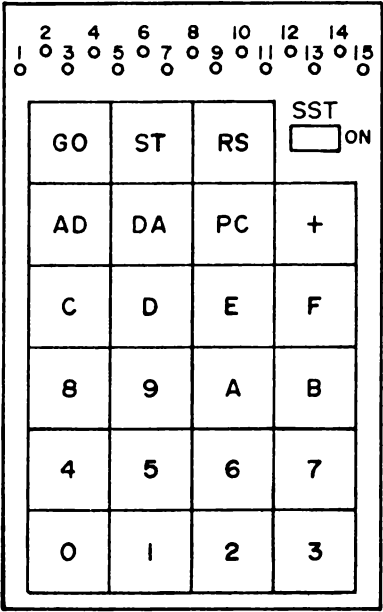 2 4 6 8 10 12 14
1 3 5 7 9 11 13 15
SST
GO ST RS ON
AD DA PC +
C D E F
8 9 A B
4 5 6 7
0 1 2 3